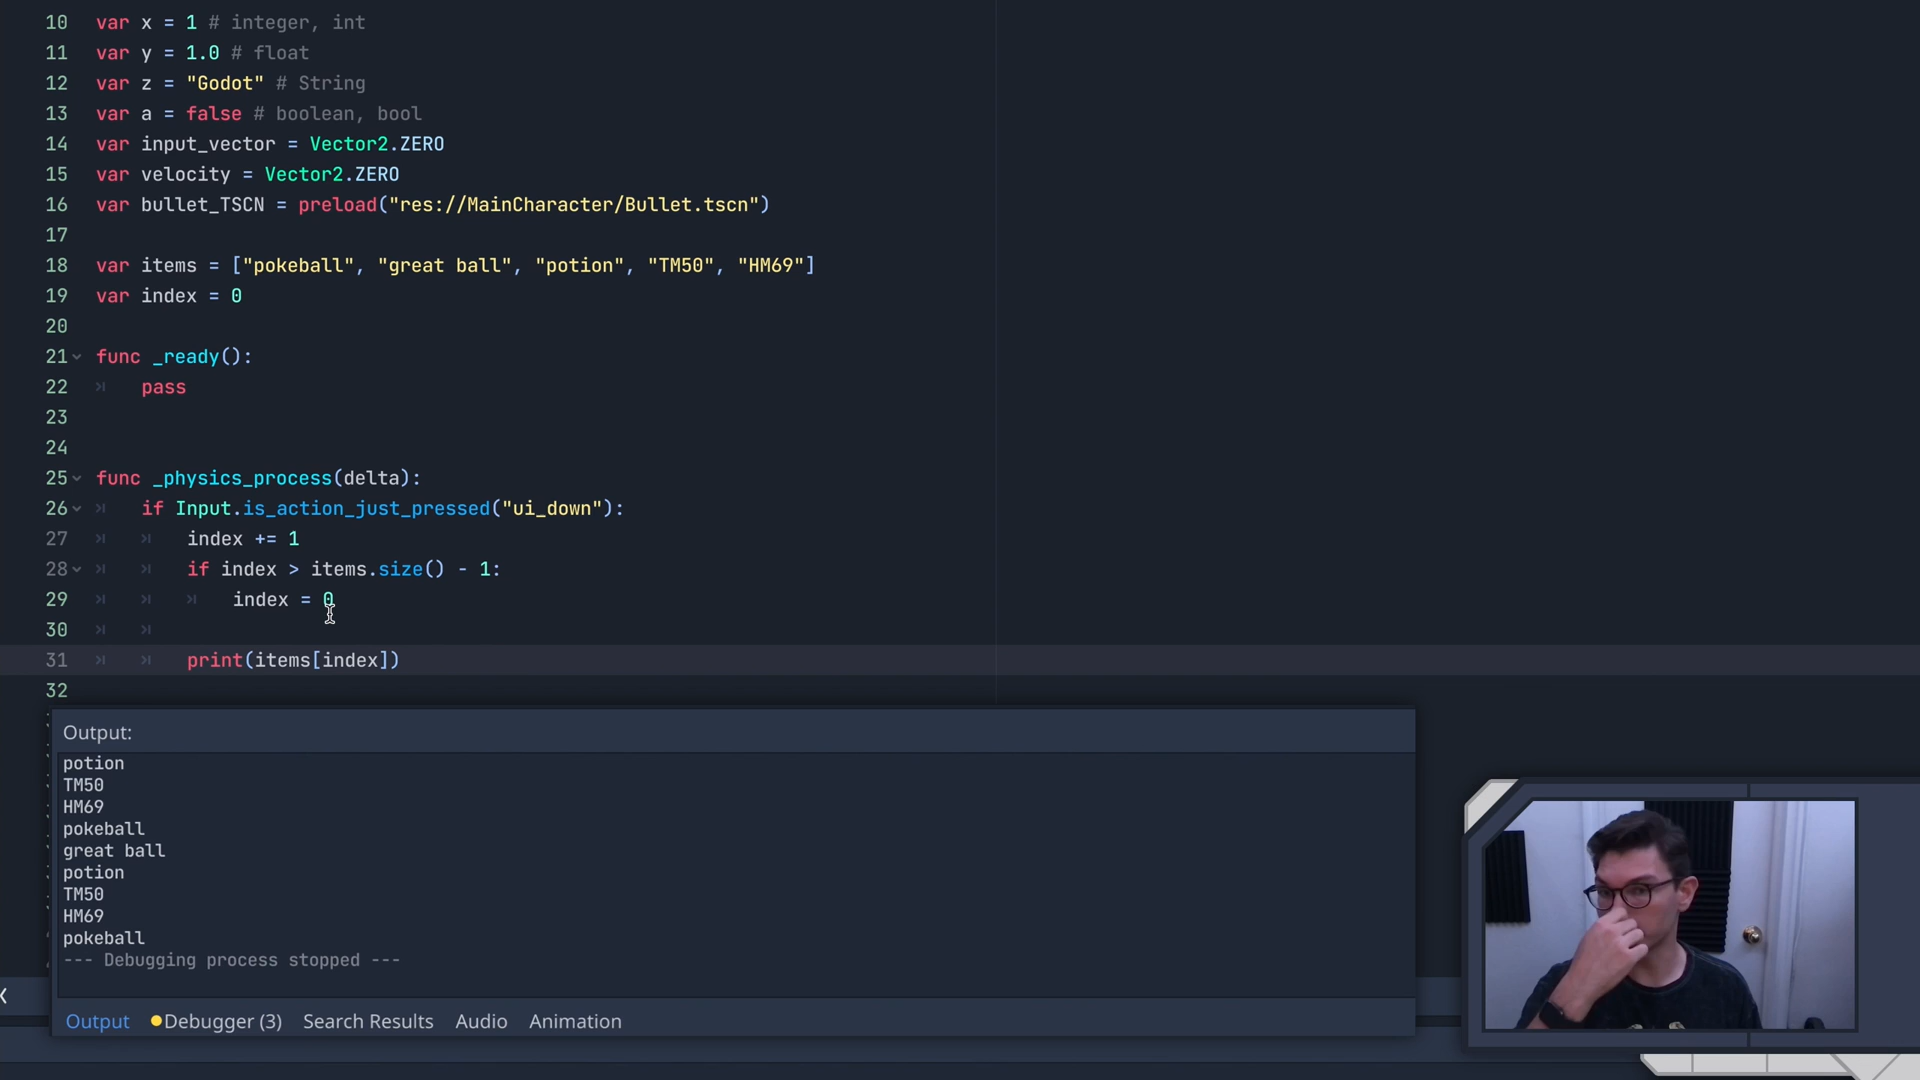 10 var x = 1 # integer, int
11 var y = 1.0 # float
12 var z = "Godot" # String
13 var a = false # boolean, bool
14 var input_vector = Vector2.ZERO
15 var velocity = Vector2.ZERO
16 var bullet_TSCN = preload("res://MainCharacter/Bullet.tscn")
17
18 var items = ["pokeball", "great ball", "potion", "TM50", "HM69"]
19 var index = 0
20
21 func _ready():
22 pass
23
24
25 func _physics_process(delta):
26 if Input.is_action_just_pressed("ui_down"):
27 index += 1
28 if index > items.size() - 1:
29 index = 0
30
31 print(items[index])
32
Output:
potion
TM50
HM69
pokeball
great ball
potion
TM50
HM69
pokeball
--- Debugging process stopped ---
Output Debugger (3) Search Results Audio Animation